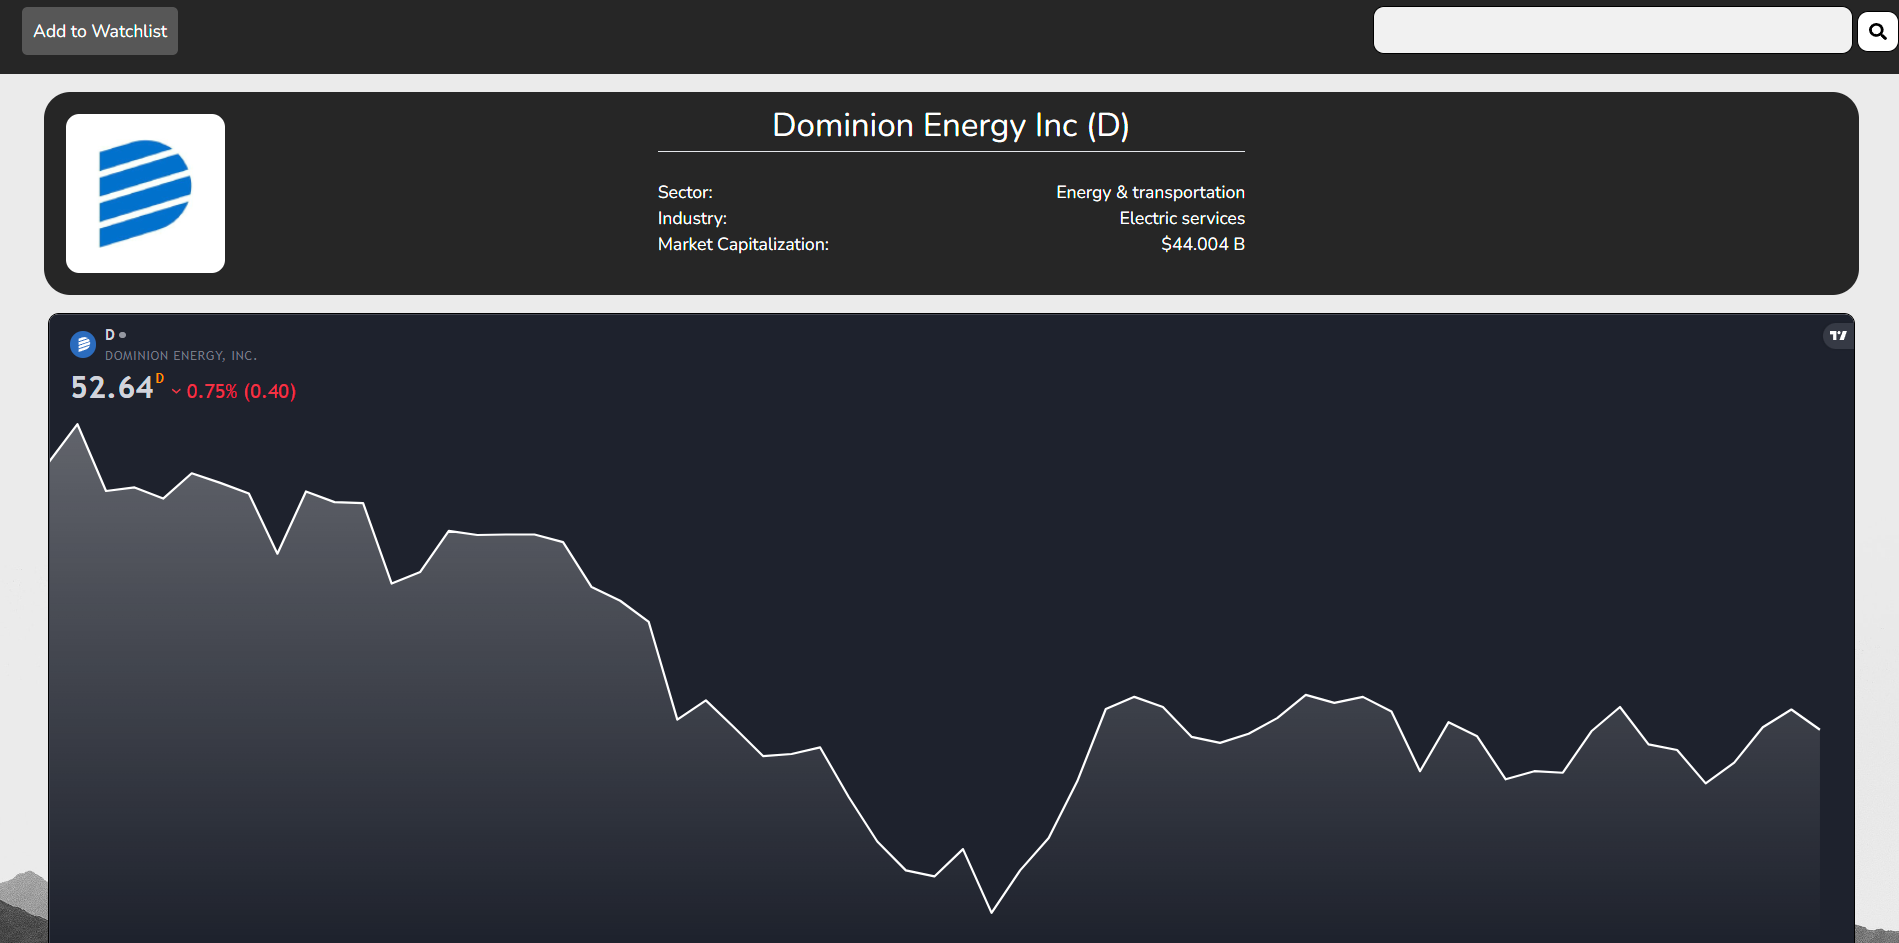 Add to Watchlist
Dominion Energy Inc (D)
Sector: Energy & transportation
Industry: Electric services
Market Capitalization: $44.004 B
D
DOMINION ENERGY, INC.
52.64 D 0.75% (0.40)